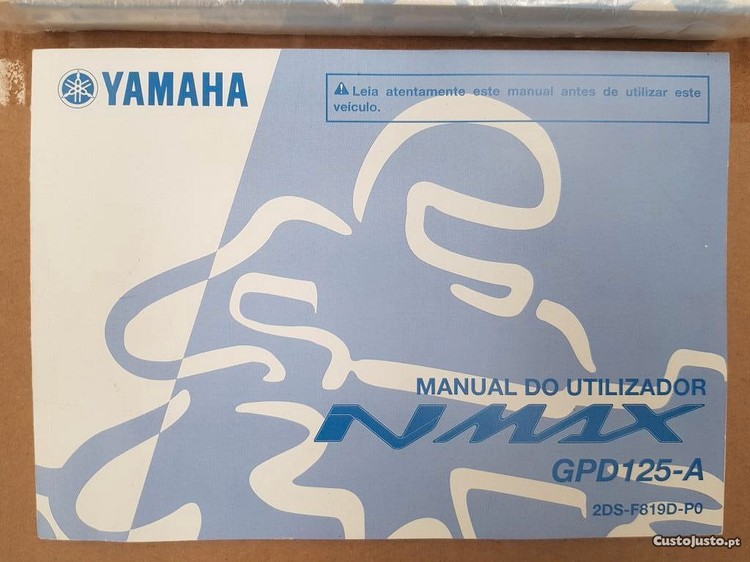 YAMAHA
Leia atentamente este manual antes de utilizar este
veículo.
MANUAL DO UTILIZADOR
NMAX
GPD125-A
2DS-F819D-P0
CustoJusto.pt